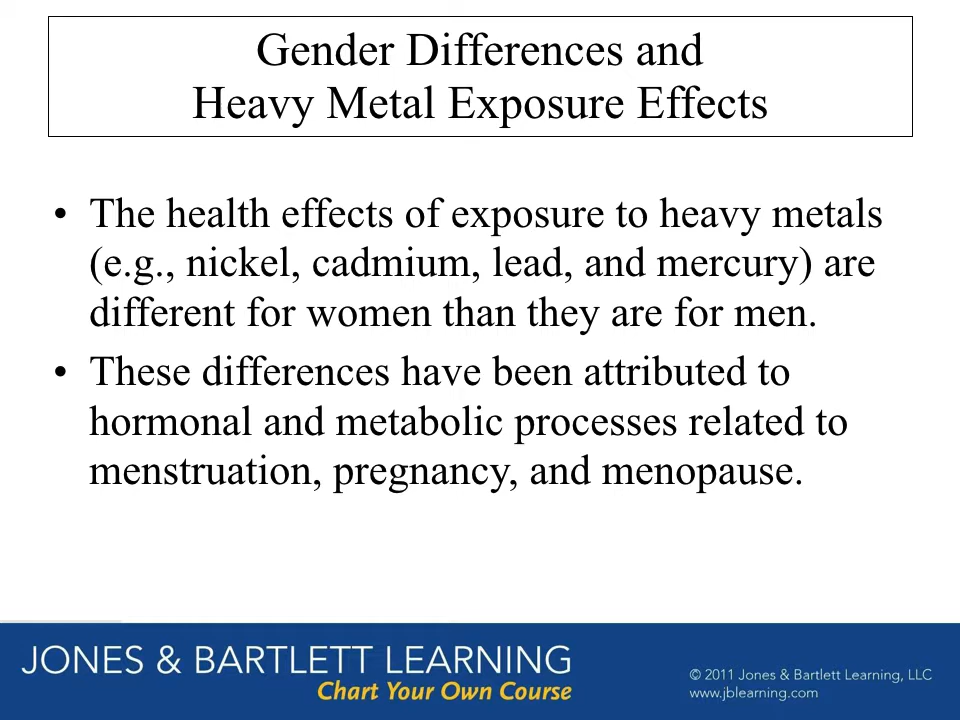 Gender Differences and
Heavy Metal Exposure Effects
• The health effects of exposure to heavy metals
(e.g., nickel, cadmium, lead, and mercury) are
different for women than they are for men.
• These differences have been attributed to
hormonal and metabolic processes related to
menstruation, pregnancy, and menopause.
JONES & BARTLETT LEARNING
Chart Your Own Course
© 2011 Jones & Bartlett Learning, LLC
www.jblearning.com